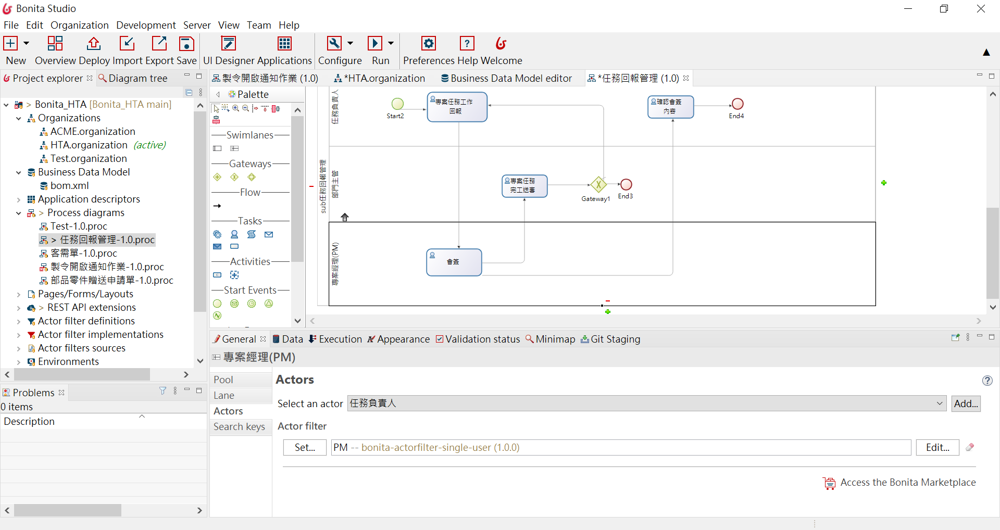 Bonita Studio
File Edit Organization Development Server View Team Help
New Overview Deploy Import Export Save UI Designer Applications Configure Run Preferences Help Welcome
Project explorer
Diagram tree
Bonita_HTA [Bonita_HTA main]
Organizations
ACME.organization
HTA.organization (active)
Test.organization
Business Data Model
bom.xml
Application descriptors
> Process diagrams
Test-1.0.proc
> 任務回報管理-1.0.proc
客需單-1.0.proc
製令開啟通知作業-1.0.proc
部品零件贈送申請單-1.0.proc
Pages/Forms/Layouts
> REST API extensions
Actor filter definitions
Actor filter implementations
Actor filters sources
Environments
Problems
0 items
Description
製令開啟通知作業 (1.0)
*HTA.organization
Business Data Model editor
*任務回報管理 (1.0)
Palette
Swimlanes
Gateways
Flow
Tasks
Activities
Start Events
sub任務回報管理
任務負責人
Start2
專案任務工作
回報
確認會簽
內容
End4
部門主管
專案任務
完工送審
Gateway1
End3
專案經理(PM)
會簽
General
Data
Execution
Appearance
Validation status
Minimap
Git Staging
專案經理(PM)
Pool
Lane
Actors
Search keys
Actors
Select an actor 任務負責人 Add...
Actor filter
Set... PM -- bonita-actorfilter-single-user (1.0.0) Edit...
Access the Bonita Marketplace